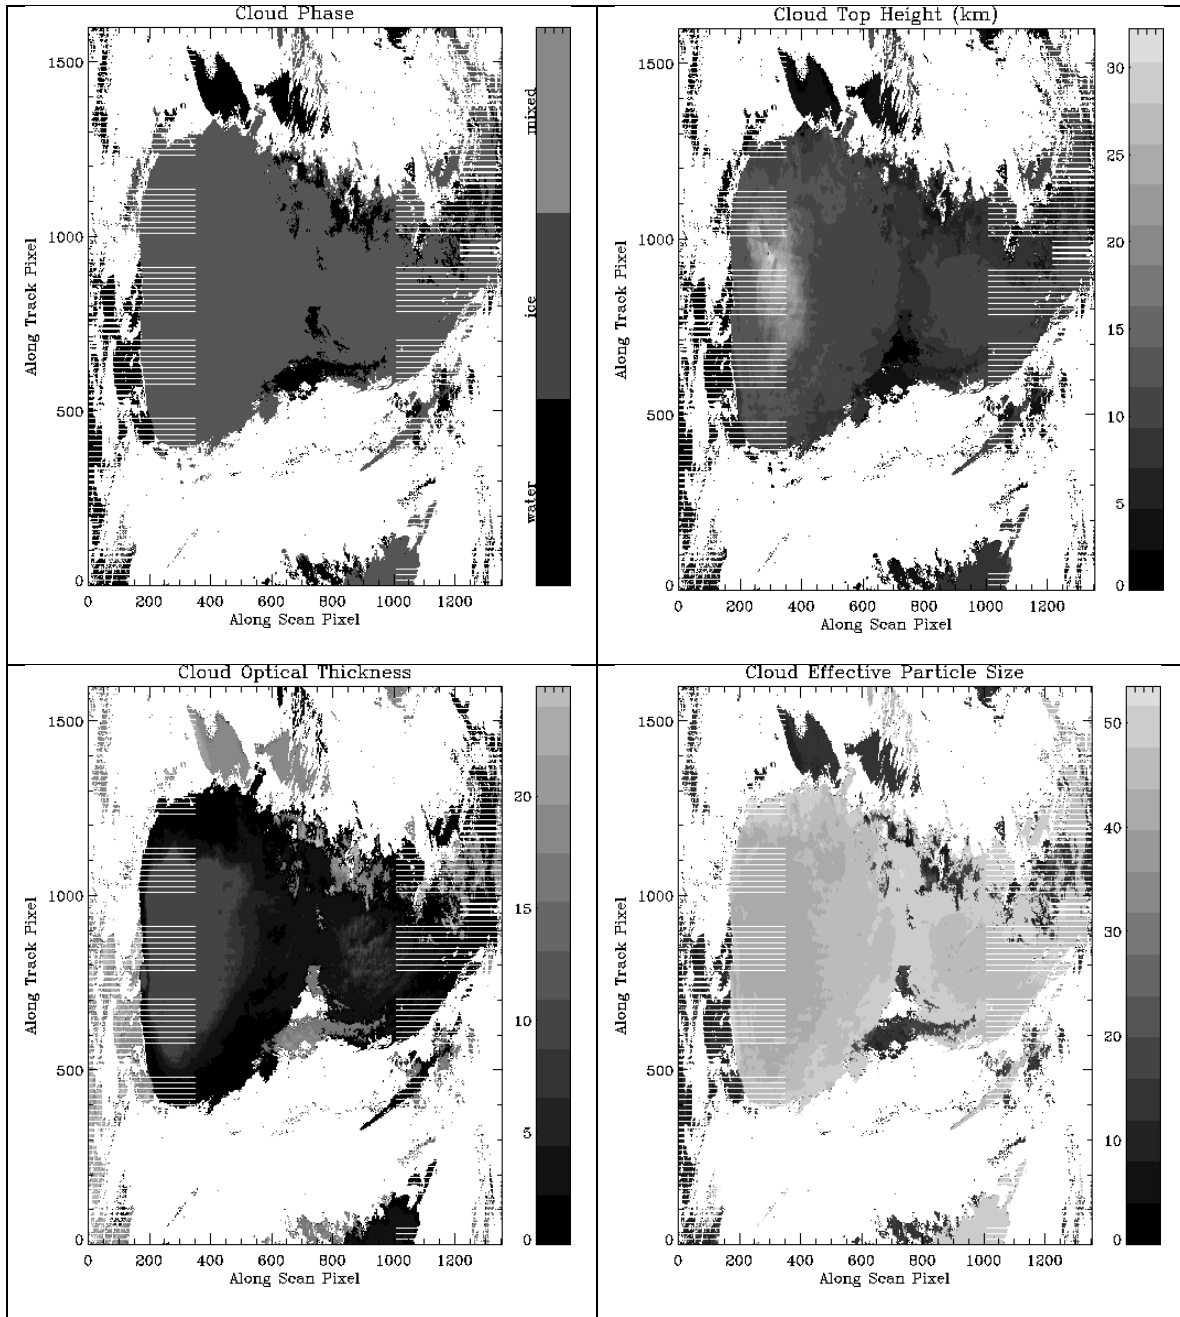 Cloud Phase
1500
1000
500
0
Along Track Pixel
0 200 400 600 800 1000 1200
Along Scan Pixel
mixed
ice
water
Cloud Top Height (km)
1500
1000
500
0
Along Track Pixel
0 200 400 600 800 1000 1200
Along Scan Pixel
30
25
20
15
10
5
0
Cloud Optical Thickness
1500
1000
500
0
Along Track Pixel
0 200 400 600 800 1000 1200
Along Scan Pixel
20
15
10
5
0
Cloud Effective Particle Size
1500
1000
500
0
Along Track Pixel
0 200 400 600 800 1000 1200
Along Scan Pixel
50
40
30
20
10
0